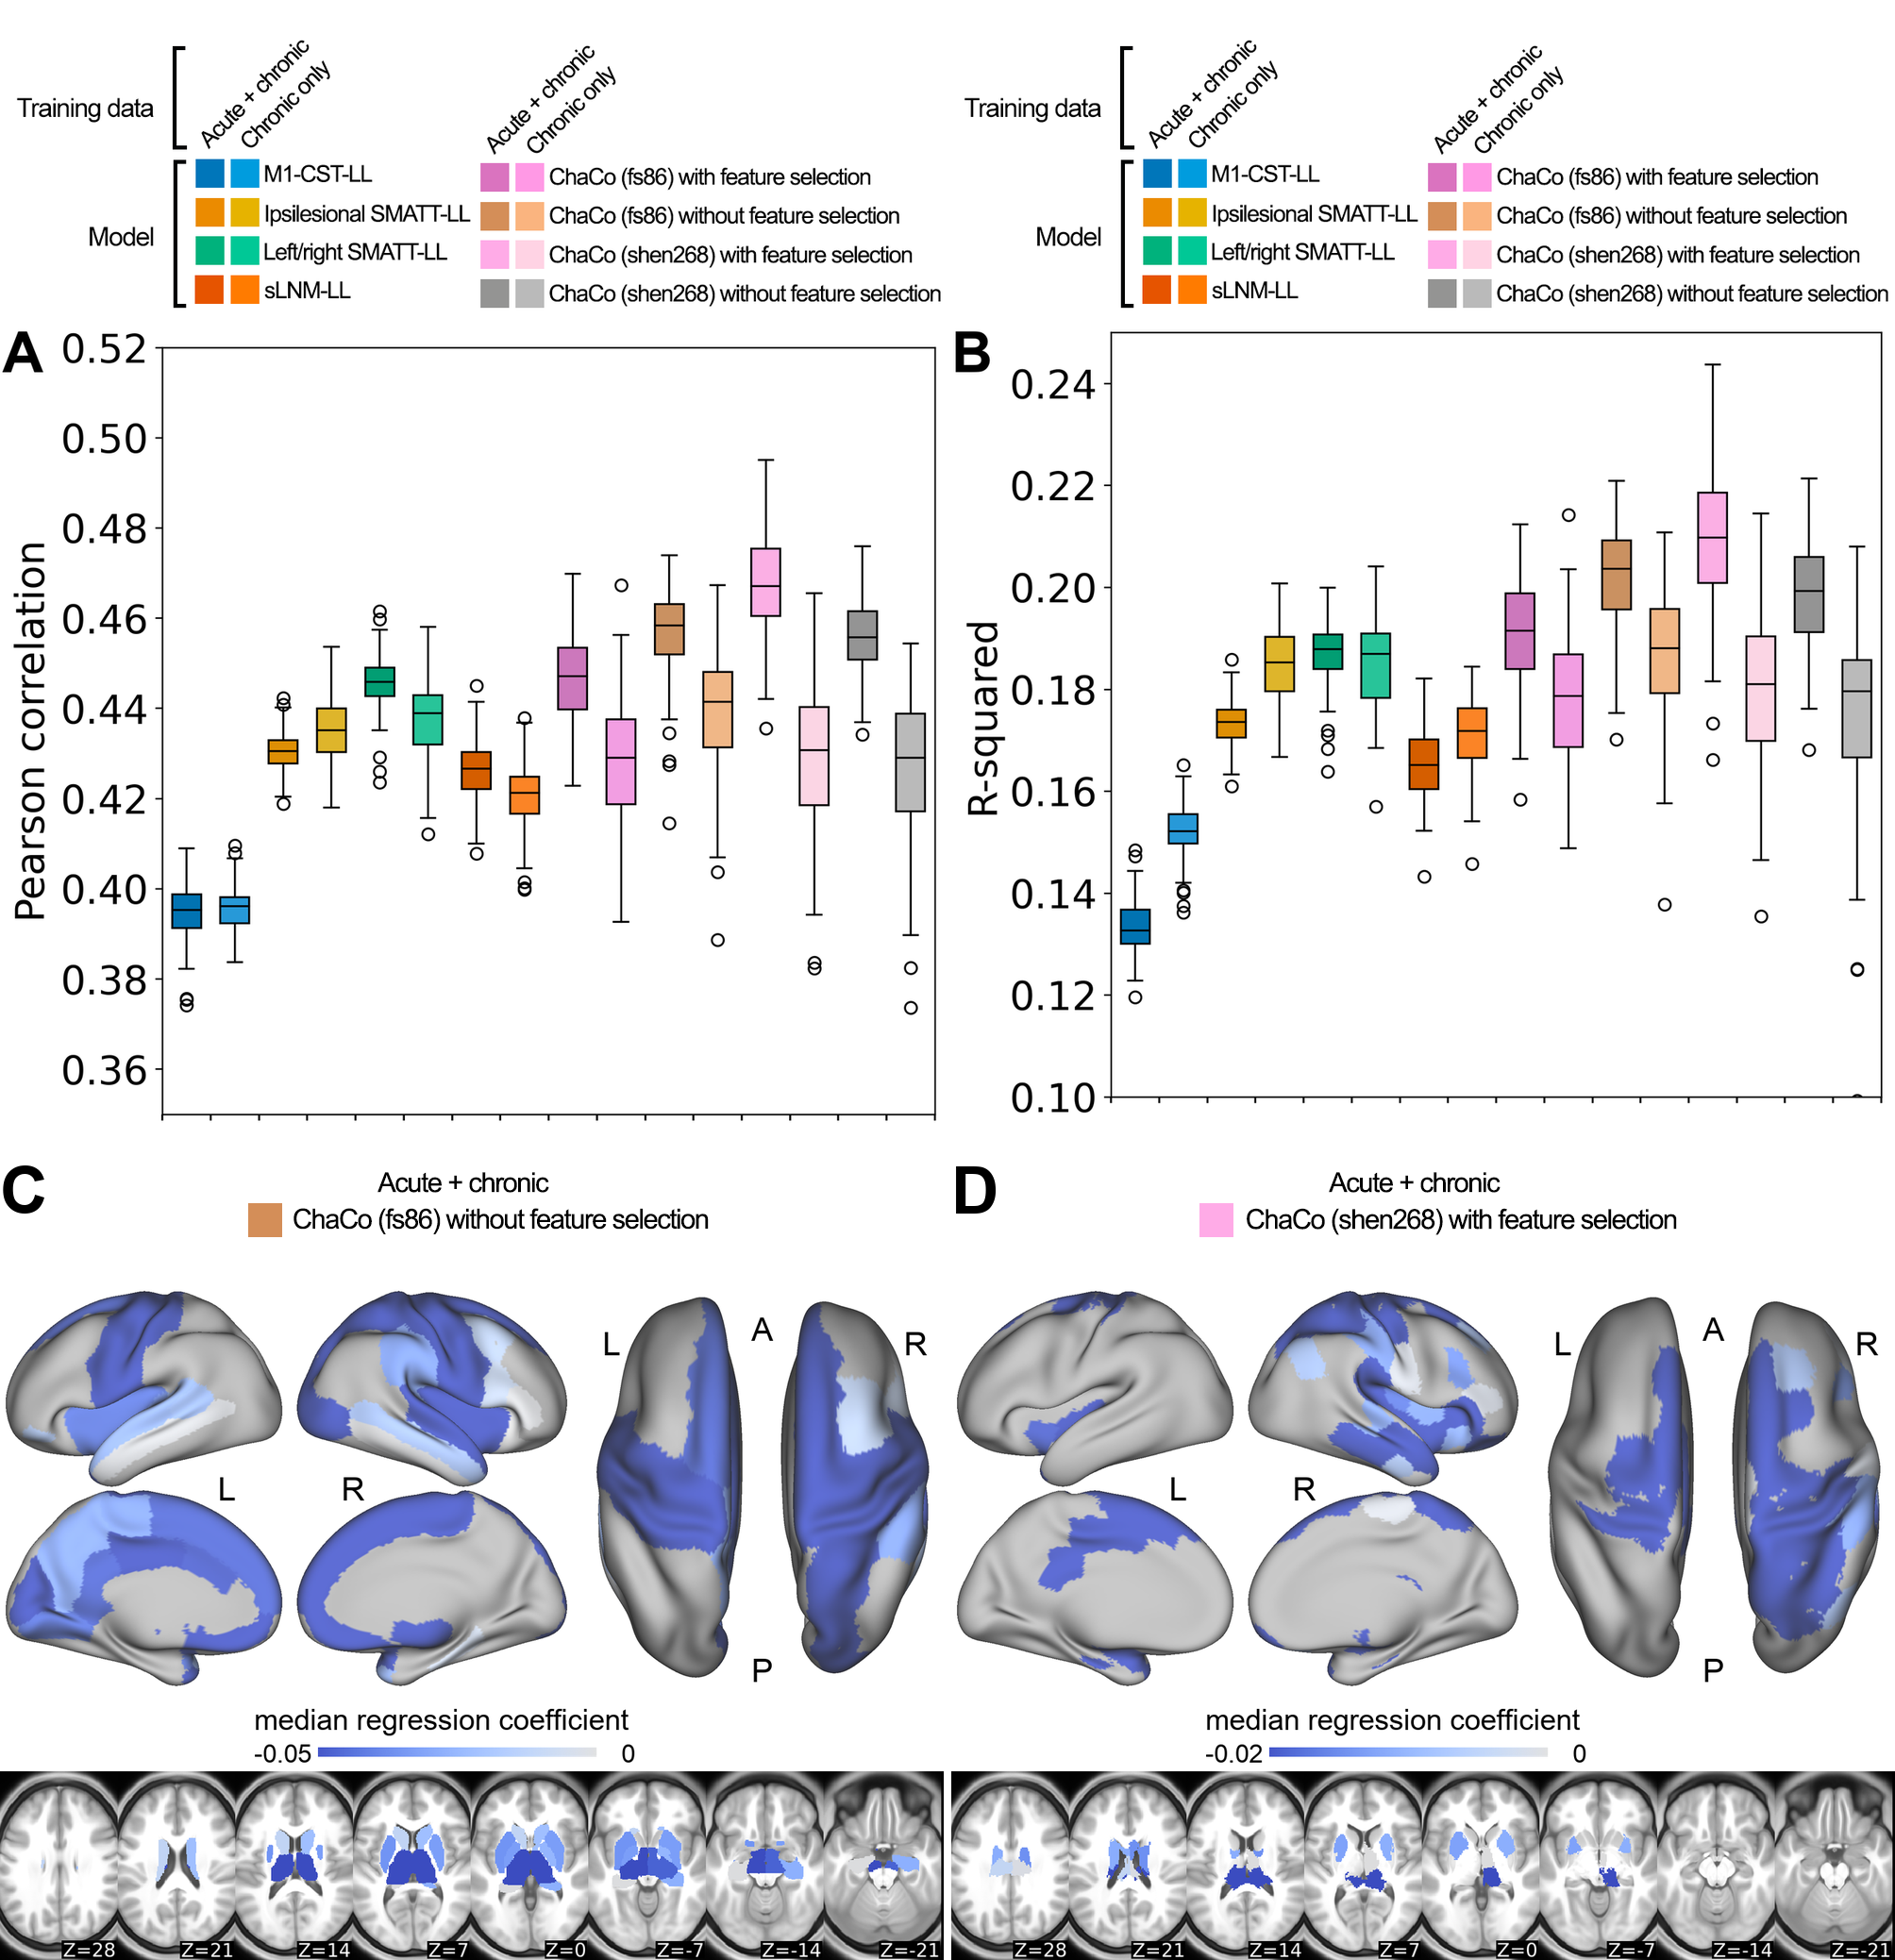 Training data
Acute + chronic
Chronic only
Acute + chronic
Chronic only
Model
M1-CST-LL
Ipsilesional SMATT-LL
Left/right SMATT-LL
sLNM-LL
ChaCo (fs86) with feature selection
ChaCo (fs86) without feature selection
ChaCo (shen268) with feature selection
ChaCo (shen268) without feature selection
Training data
Acute + chronic
Chronic only
Acute + chronic
Chronic only
Model
M1-CST-LL
Ipsilesional SMATT-LL
Left/right SMATT-LL
sLNM-LL
ChaCo (fs86) with feature selection
ChaCo (fs86) without feature selection
ChaCo (shen268) with feature selection
ChaCo (shen268) without feature selection
A
Pearson correlation
0.52
0.50
0.48
0.46
0.44
0.42
0.40
0.38
0.36
B
R-squared
0.24
0.22
0.20
0.18
0.16
0.14
0.12
0.10
C
Acute + chronic
ChaCo (fs86) without feature selection
L
A
R
L
R
P
median regression coefficient
-0.05
0
Z=28
Z=21
Z=14
Z=7
Z=0
Z=-7
Z=-14
Z=-21
D
Acute + chronic
ChaCo (shen268) with feature selection
L
A
R
L
R
P
median regression coefficient
-0.02
0
Z=28
Z=21
Z=14
Z=7
Z=0
Z=-7
Z=-14
Z=-21